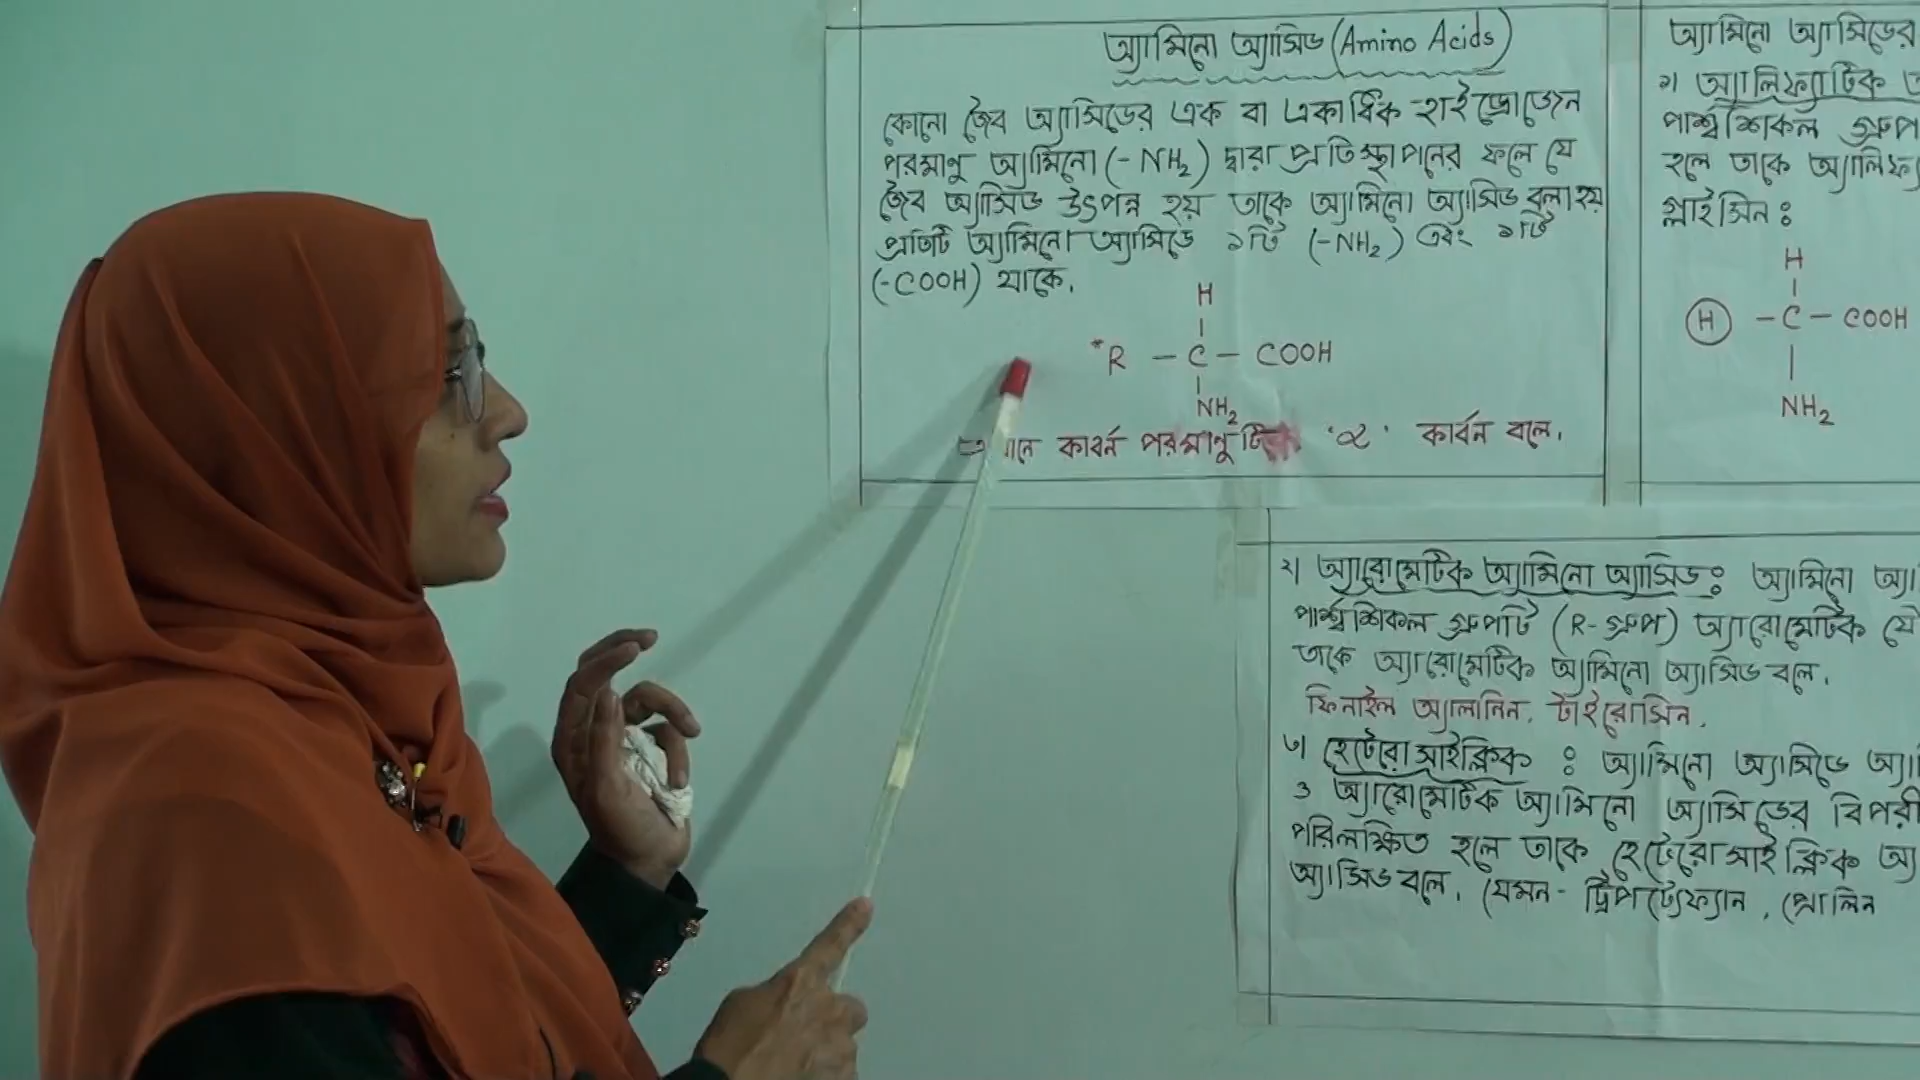 অ্যামিনো অ্যাসিড (Amino Acids)
কোনো জৈব অ্যাসিডের এক বা একাধিক হাইড্রোজেন
পরমাণু অ্যামিনো (-NH₂) দ্বারা প্রতিস্থাপনের ফলে যে
জৈব অ্যাসিড উৎপন্ন হয় তাকে অ্যামিনো অ্যাসিড বলা হয়
প্রতিটি অ্যামিনো অ্যাসিডে ১টি (-NH₂) এবং ১টি
(-COOH) থাকে.
H
*R – C – COOH
NH₂
কার্বন পরমাণুটি 'α' কার্বন বলে.
অ্যামিনো অ্যাসিডের
১। অ্যালিফ্যাটিক
পার্শ্বশিকল গ্রুপ
হলে তাকে
গ্লাইসিন ঃ
H
H – C – COOH
NH₂
২। অ্যারোমেটিক অ্যামিনো অ্যাসিড ঃ অ্যামিনো
পার্শ্বশিকল গ্রুপটি (R-গ্রুপ) অ্যারোমেটিক
তাকে অ্যারোমেটিক অ্যামিনো অ্যাসিড বলে.
ফিনাইল অ্যালানিন, টাইরোসিন.
৩। হেটেরোসাইক্লিক ঃ অ্যামিনো অ্যাসিডে
ও অ্যারোমেটিক অ্যামিনো অ্যাসিডের
পরিলক্ষিত হলে তাকে হেটেরোসাইক্লিক
অ্যাসিড বলে. যেমন - ট্রিপট্যেফ্যান, প্রোলিন